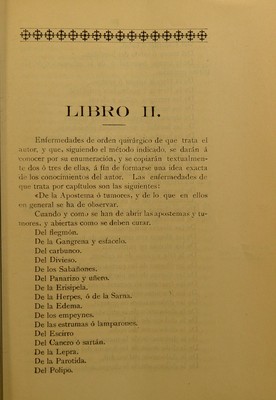 LIBRO II.
Enfermedades de orden quirúrgico de que trata el
autor, y que, siguiendo el método indicado, se darán á
conocer por su enumeración, y se copiarán textualmen-
te dos ó tres de ellas, á fin de formarse una idea exacta
de los conocimientos del autor. Las enfermedades de
que trata por capítulos son las siguientes:
«De la Apostema ó tumores, y de lo que en ellos
en general se ha de observar.
Cuando y como se han de abrir las apostemas y tu-
mores, y abiertas como se deben curar.
Del flegmón.
De la Gangrena y esfacelo.
Del carbunco.
Del Divieso.
De los Sabañones.
Del Panarizo y uñero.
De la Erisipela.
De la Herpes, ó de la Sarna.
De la Edema.
De los empeynes.
De las estrumas ó lamparones.
Del Escirro
Del Cancro ó sartán.
De la Lepra.
De la Parotida.
Del Polipo.